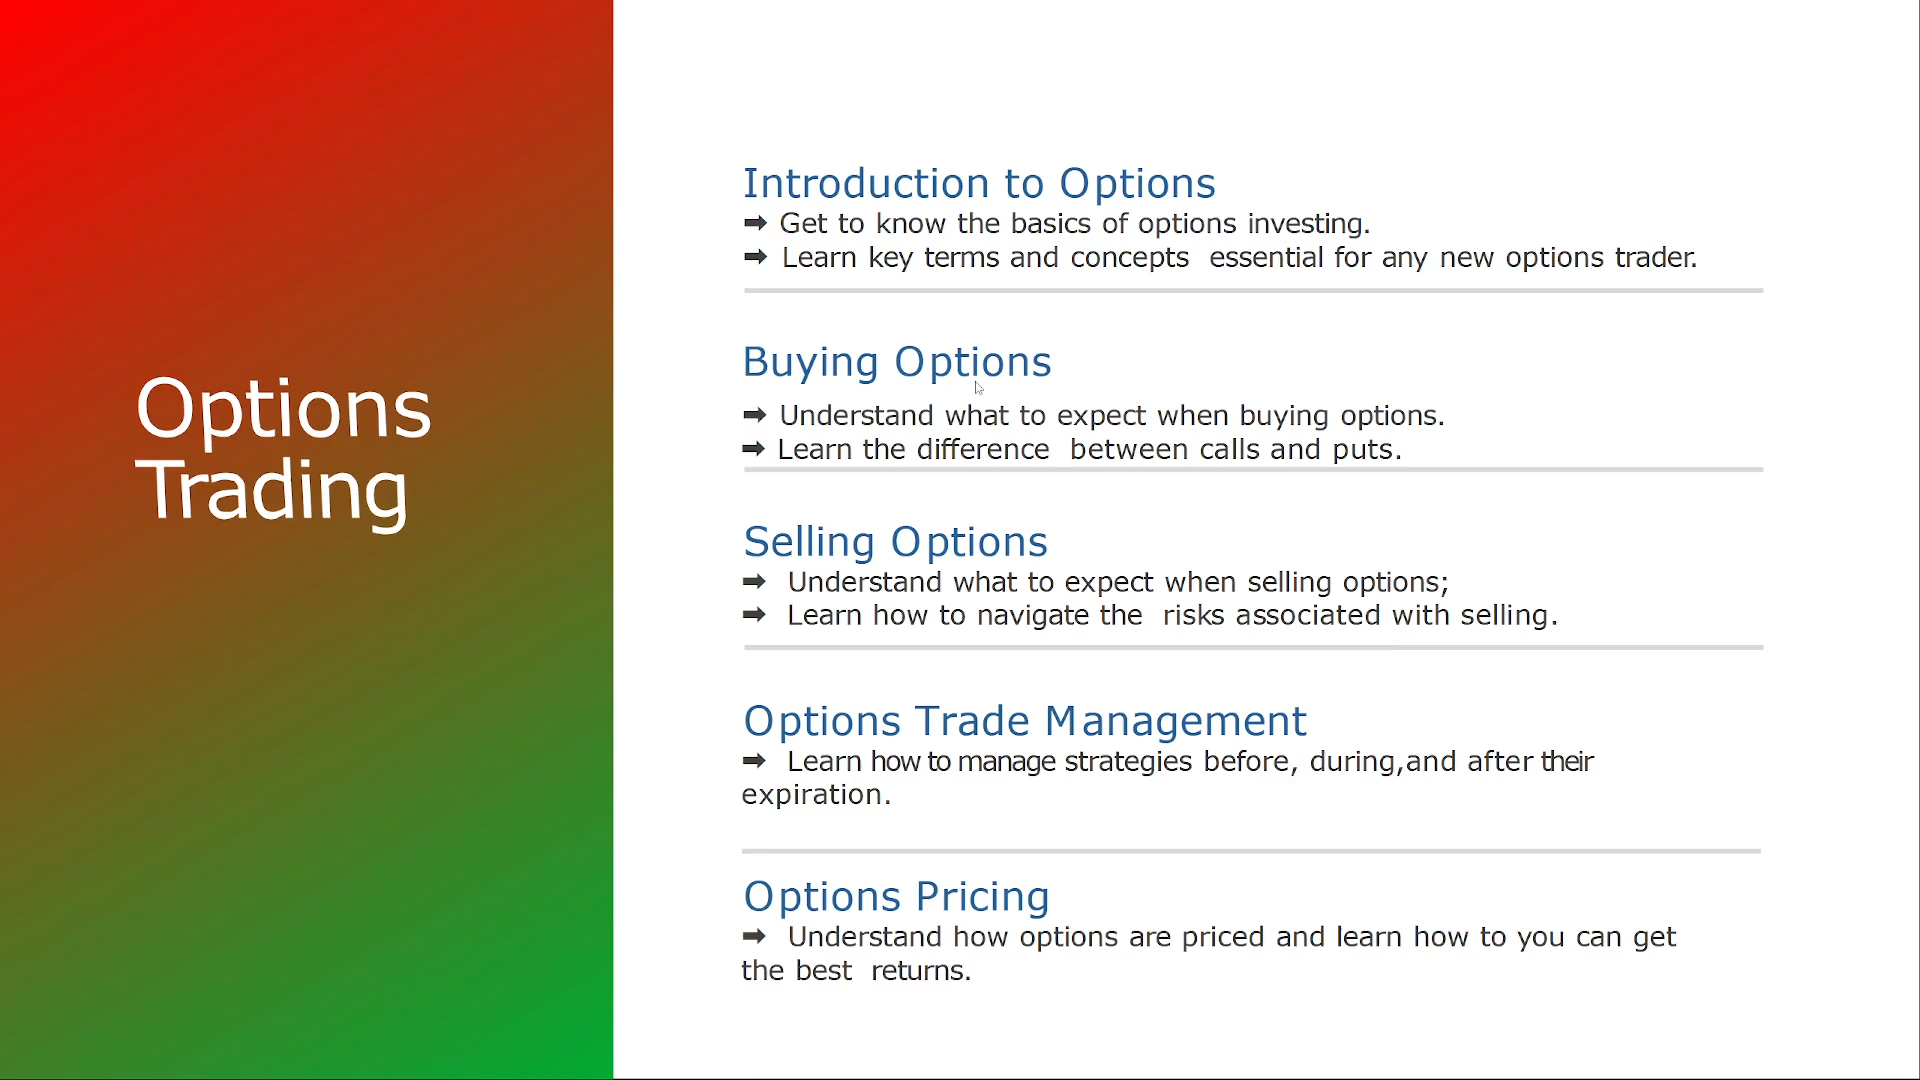 Options
Trading
Introduction to Options
➡ Get to know the basics of options investing.
➡ Learn key terms and concepts essential for any new options trader.
Buying Options
➡ Understand what to expect when buying options.
➡ Learn the difference between calls and puts.
Selling Options
➡ Understand what to expect when selling options;
➡ Learn how to navigate the risks associated with selling.
Options Trade Management
➡ Learn how to manage strategies before, during,and after their
expiration.
Options Pricing
➡ Understand how options are priced and learn how to you can get
the best returns.